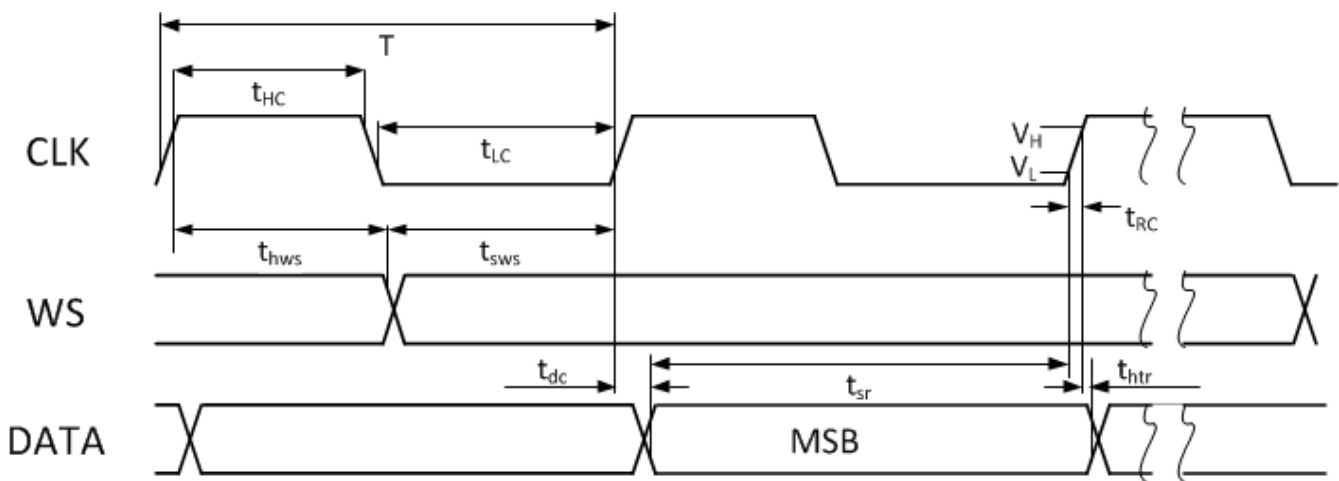 T
tHC
CLK
tLC
VH
VL
tRC
thws
tsws
WS
tdc
tsr
thtr
DATA
MSB